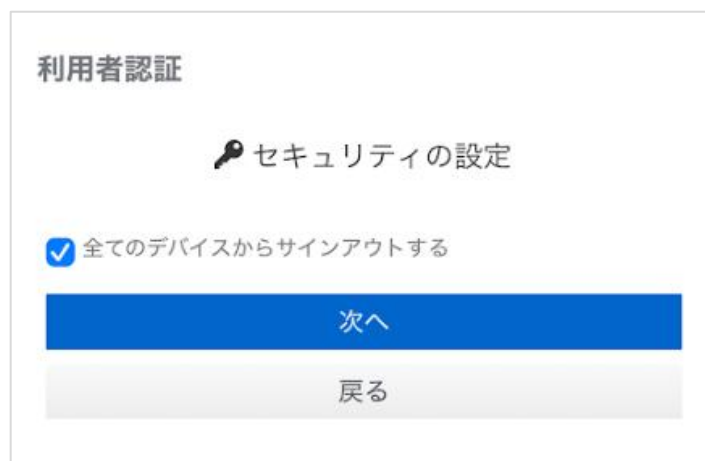 利用者認証
セキュリティの設定
全てのデバイスからサインアウトする
次へ
戻る